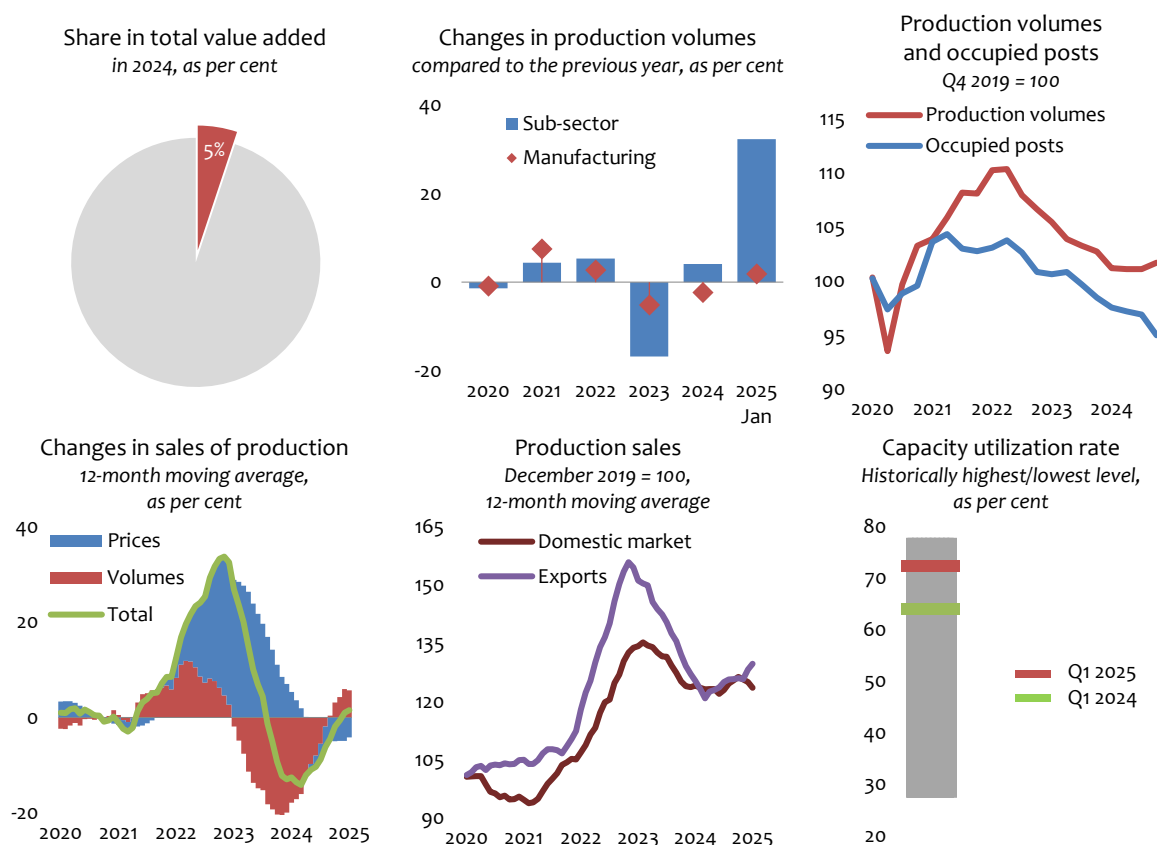 Share in total value added
in 2024, as per cent
5%
Changes in production volumes
compared to the previous year, as per cent
40
Sub-sector
Manufacturing
20
0
-20
2020 2021 2022 2023 2024 2025
Jan
Production volumes
and occupied posts
Q4 2019 = 100
115
Production volumes
Occupied posts
110
105
100
95
90
2020 2021 2022 2023 2024
Changes in sales of production
12-month moving average,
as per cent
40
Prices
Volumes
Total
20
0
-20
2020 2021 2022 2023 2024 2025
Production sales
December 2019 = 100,
12-month moving average
165
Domestic market
Exports
150
135
120
105
90
2020 2021 2022 2023 2024 2025
Capacity utilization rate
Historically highest/lowest level,
as per cent
80
70
60
50
40
30
20
Q1 2025
Q1 2024